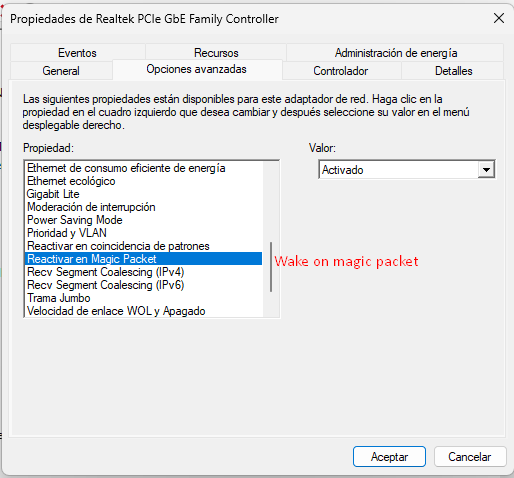 Propiedades de Realtek PCIe GbE Family Controller
Eventos
Recursos
Administración de energía
General
Opciones avanzadas
Controlador
Detalles
Las siguientes propiedades están disponibles para este adaptador de red. Haga clic en la
propiedad en el cuadro izquierdo que desea cambiar y después seleccione su valor en el menú
desplegable derecho.
Propiedad:
Valor:
Ethernet de consumo eficiente de energía
Activado
Ethernet ecológico
Gigabit Lite
Moderación de interrupción
Power Saving Mode
Prioridad y VLAN
Reactivar en coincidencia de patrones
Reactivar en Magic Packet
Wake on magic packet
Recv Segment Coalescing (IPv4)
Recv Segment Coalescing (IPv6)
Trama Jumbo
Velocidad de enlace WOL y Apagado
Aceptar
Cancelar